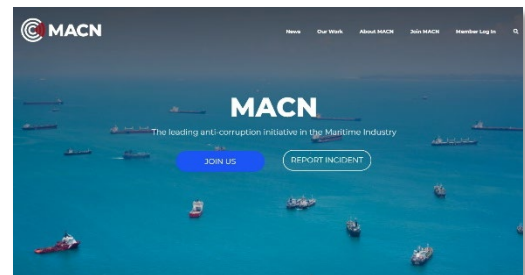 MACN
News
Our Work
About MACN
Join MACN
Member Log In
MACN
The leading anti-corruption initiative in the Maritime Industry
JOIN US
REPORT INCIDENT